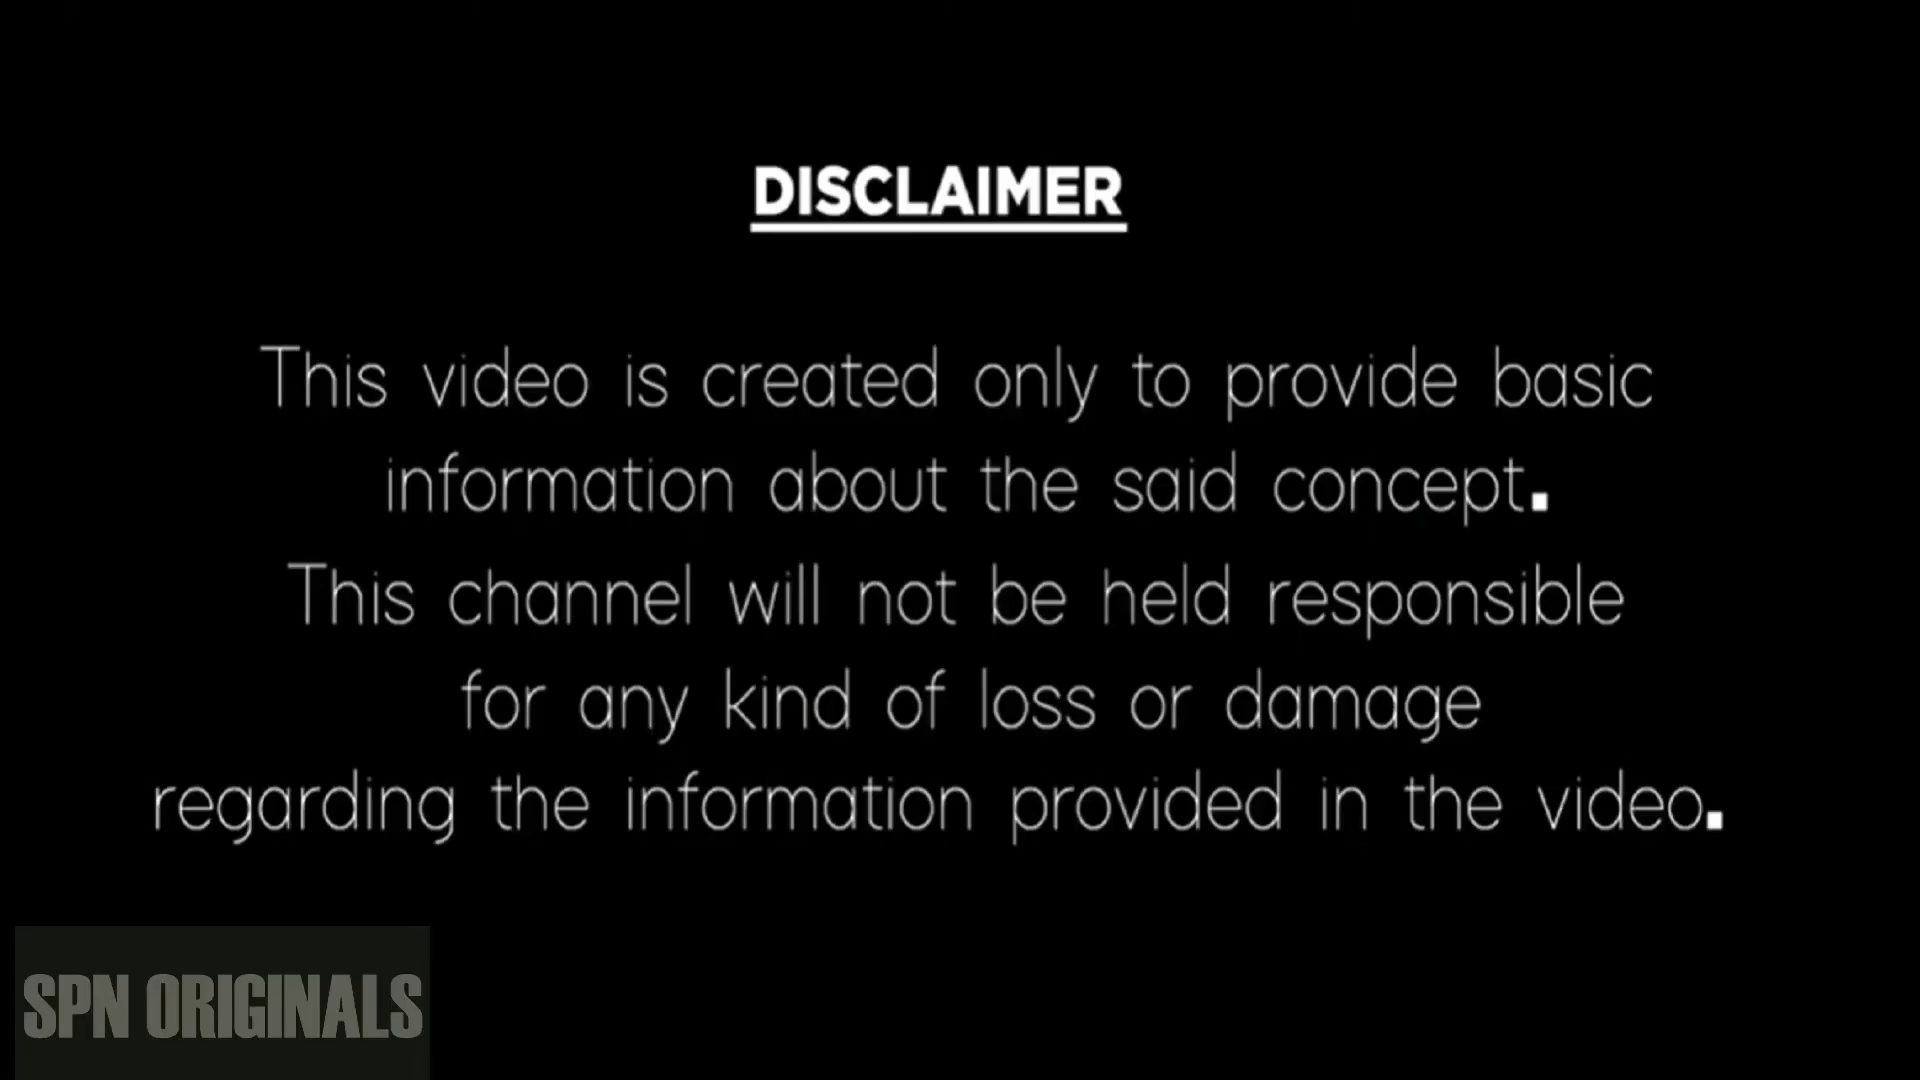 DISCLAIMER
This video is created only to provide basic
information about the said concept.
This channel will not be held responsible
for any kind of loss or damage
regarding the information provided in the video.
SPN ORIGINALS